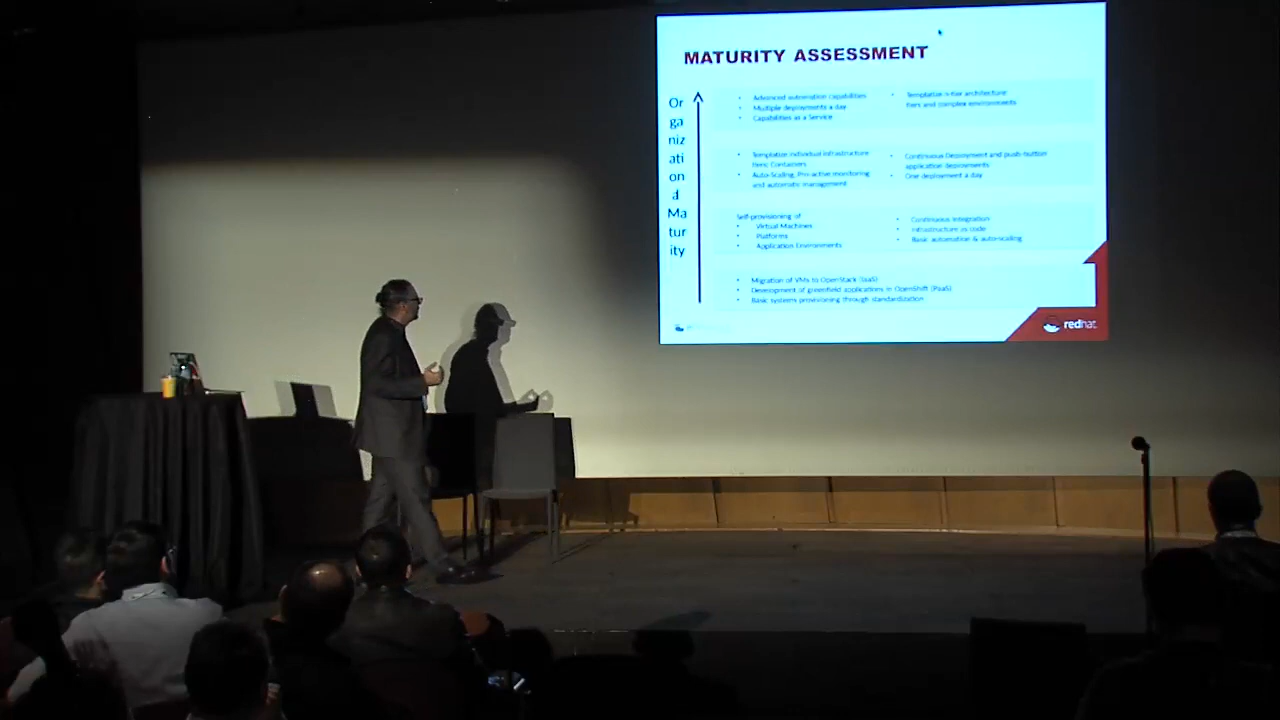 MATURITY ASSESSMENT
Or
ga
niz
ati
on
al
Ma
tur
ity
Advanced automation capabilities
Multiple deployments a day
Capabilities as a Service
Templatize n-tier architecture
tiers and complex environments
Templatize individual infrastructure
tiers: Containers
Auto-Scaling, Pro-active monitoring
and automatic management
Continuous Deployment and push-button
application deployments
One deployment a day
Self-provisioning of
Virtual Machines
Platforms
Application Environments
Continuous Integration
Infrastructure as code
Basic automation & auto-scaling
Migration of VMs to OpenStack (IaaS)
Development of greenfield applications in OpenShift (PaaS)
Basic systems provisioning through standardization
redhat.